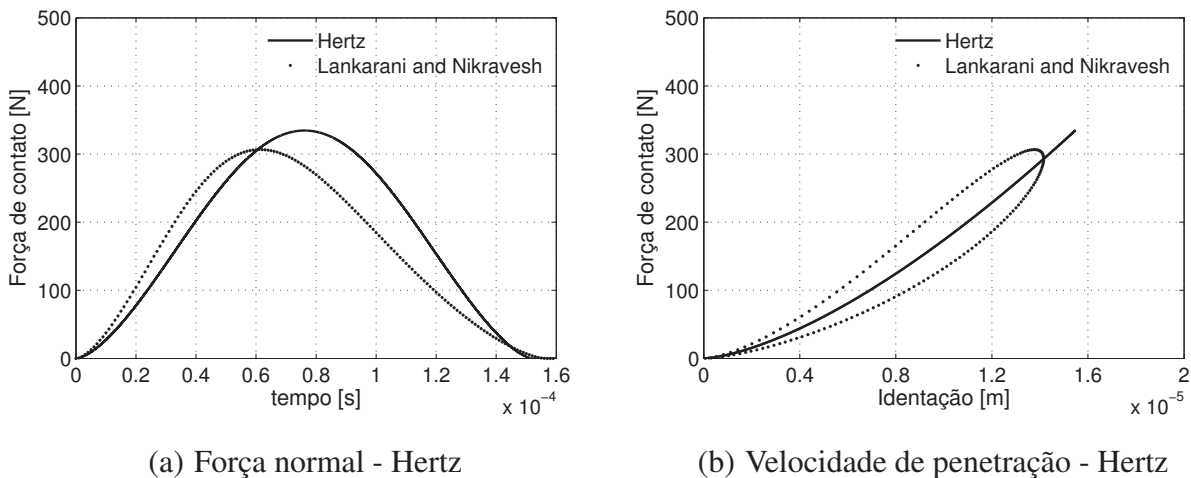 500
400
300
200
100
0
Força de contato [N]
Hertz
Lankarani and Nikravesh
0 0.2 0.4 0.6 0.8 1 1.2 1.4 1.6
tempo [s]
x 10⁻⁴
(a) Força normal - Hertz
500
400
300
200
100
0
Força de contato [N]
Hertz
Lankarani and Nikravesh
0 0.4 0.8 1.2 1.6 2
Identação [m]
x 10⁻⁵
(b) Velocidade de penetração - Hertz